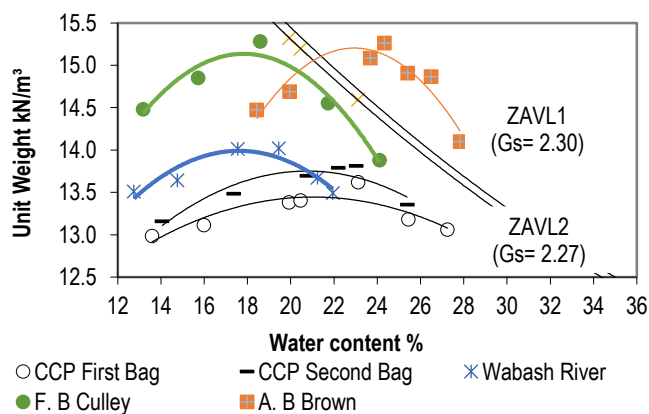 Unit Weight kN/m³
15.5
15.0
14.5
14.0
13.5
13.0
12.5
ZAVL1
(Gs= 2.30)
ZAVL2
(Gs= 2.27)
12 14 16 18 20 22 24 26 28 30 32 34 36
Water content %
CCP First Bag CCP Second Bag Wabash River
F. B Culley A. B Brown